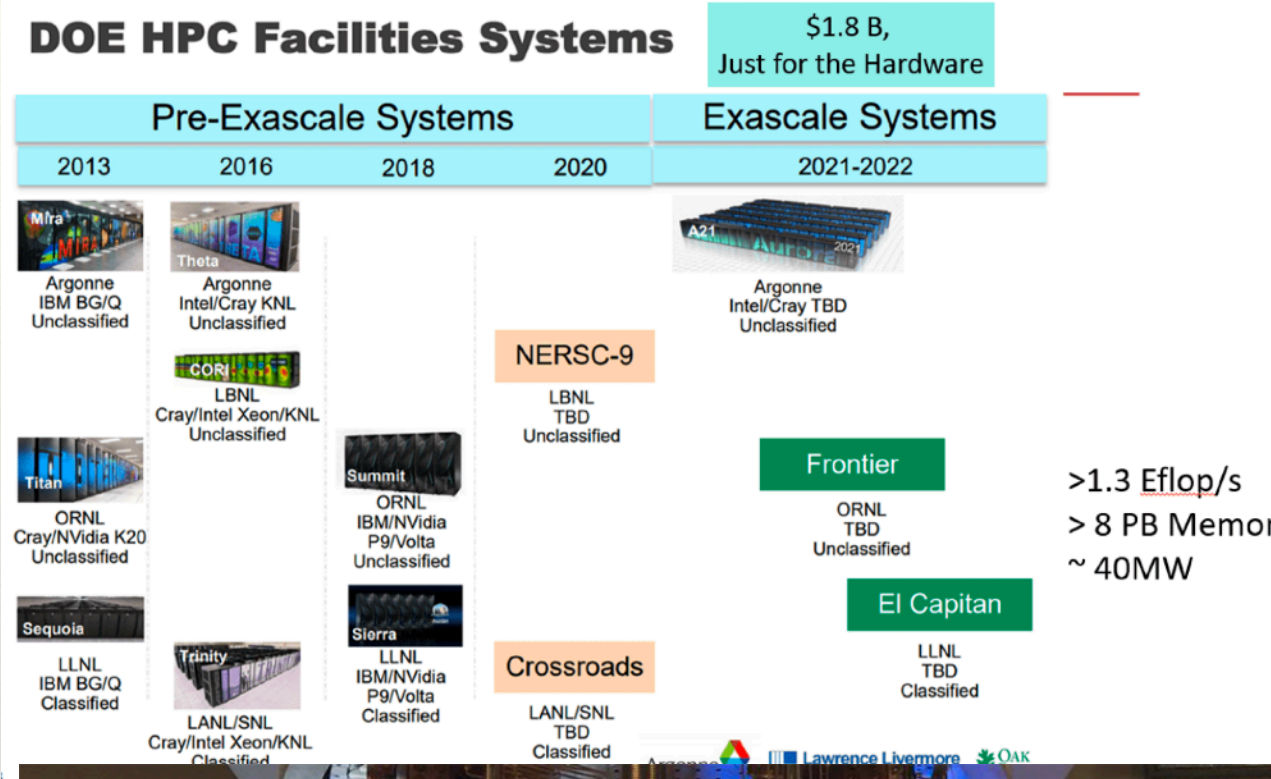 DOE HPC Facilities Systems
$1.8 B,
Just for the Hardware
Pre-Exascale Systems
Exascale Systems
2013
2016
2018
2020
2021-2022
Mira
MIRA
Argonne
IBM BG/Q
Unclassified
Theta
Argonne
Intel/Cray KNL
Unclassified
A21
Aurora
2021
Argonne
Intel/Cray TBD
Unclassified
CORI
LBNL
Cray/Intel Xeon/KNL
Unclassified
NERSC-9
LBNL
TBD
Unclassified
Titan
ORNL
Cray/NVidia K20
Unclassified
Summit
ORNL
IBM/NVidia
P9/Volta
Unclassified
Frontier
ORNL
TBD
Unclassified
>1.3 Eflop/s
> 8 PB Memor
~ 40MW
Sequoia
LLNL
IBM BG/Q
Classified
Trinity
LANL/SNL
Cray/Intel Xeon/KNL
Classified
Sierra
LLNL
IBM/NVidia
P9/Volta
Classified
Crossroads
LANL/SNL
TBD
Classified
El Capitan
LLNL
TBD
Classified
Argonne
Lawrence Livermore
OAK